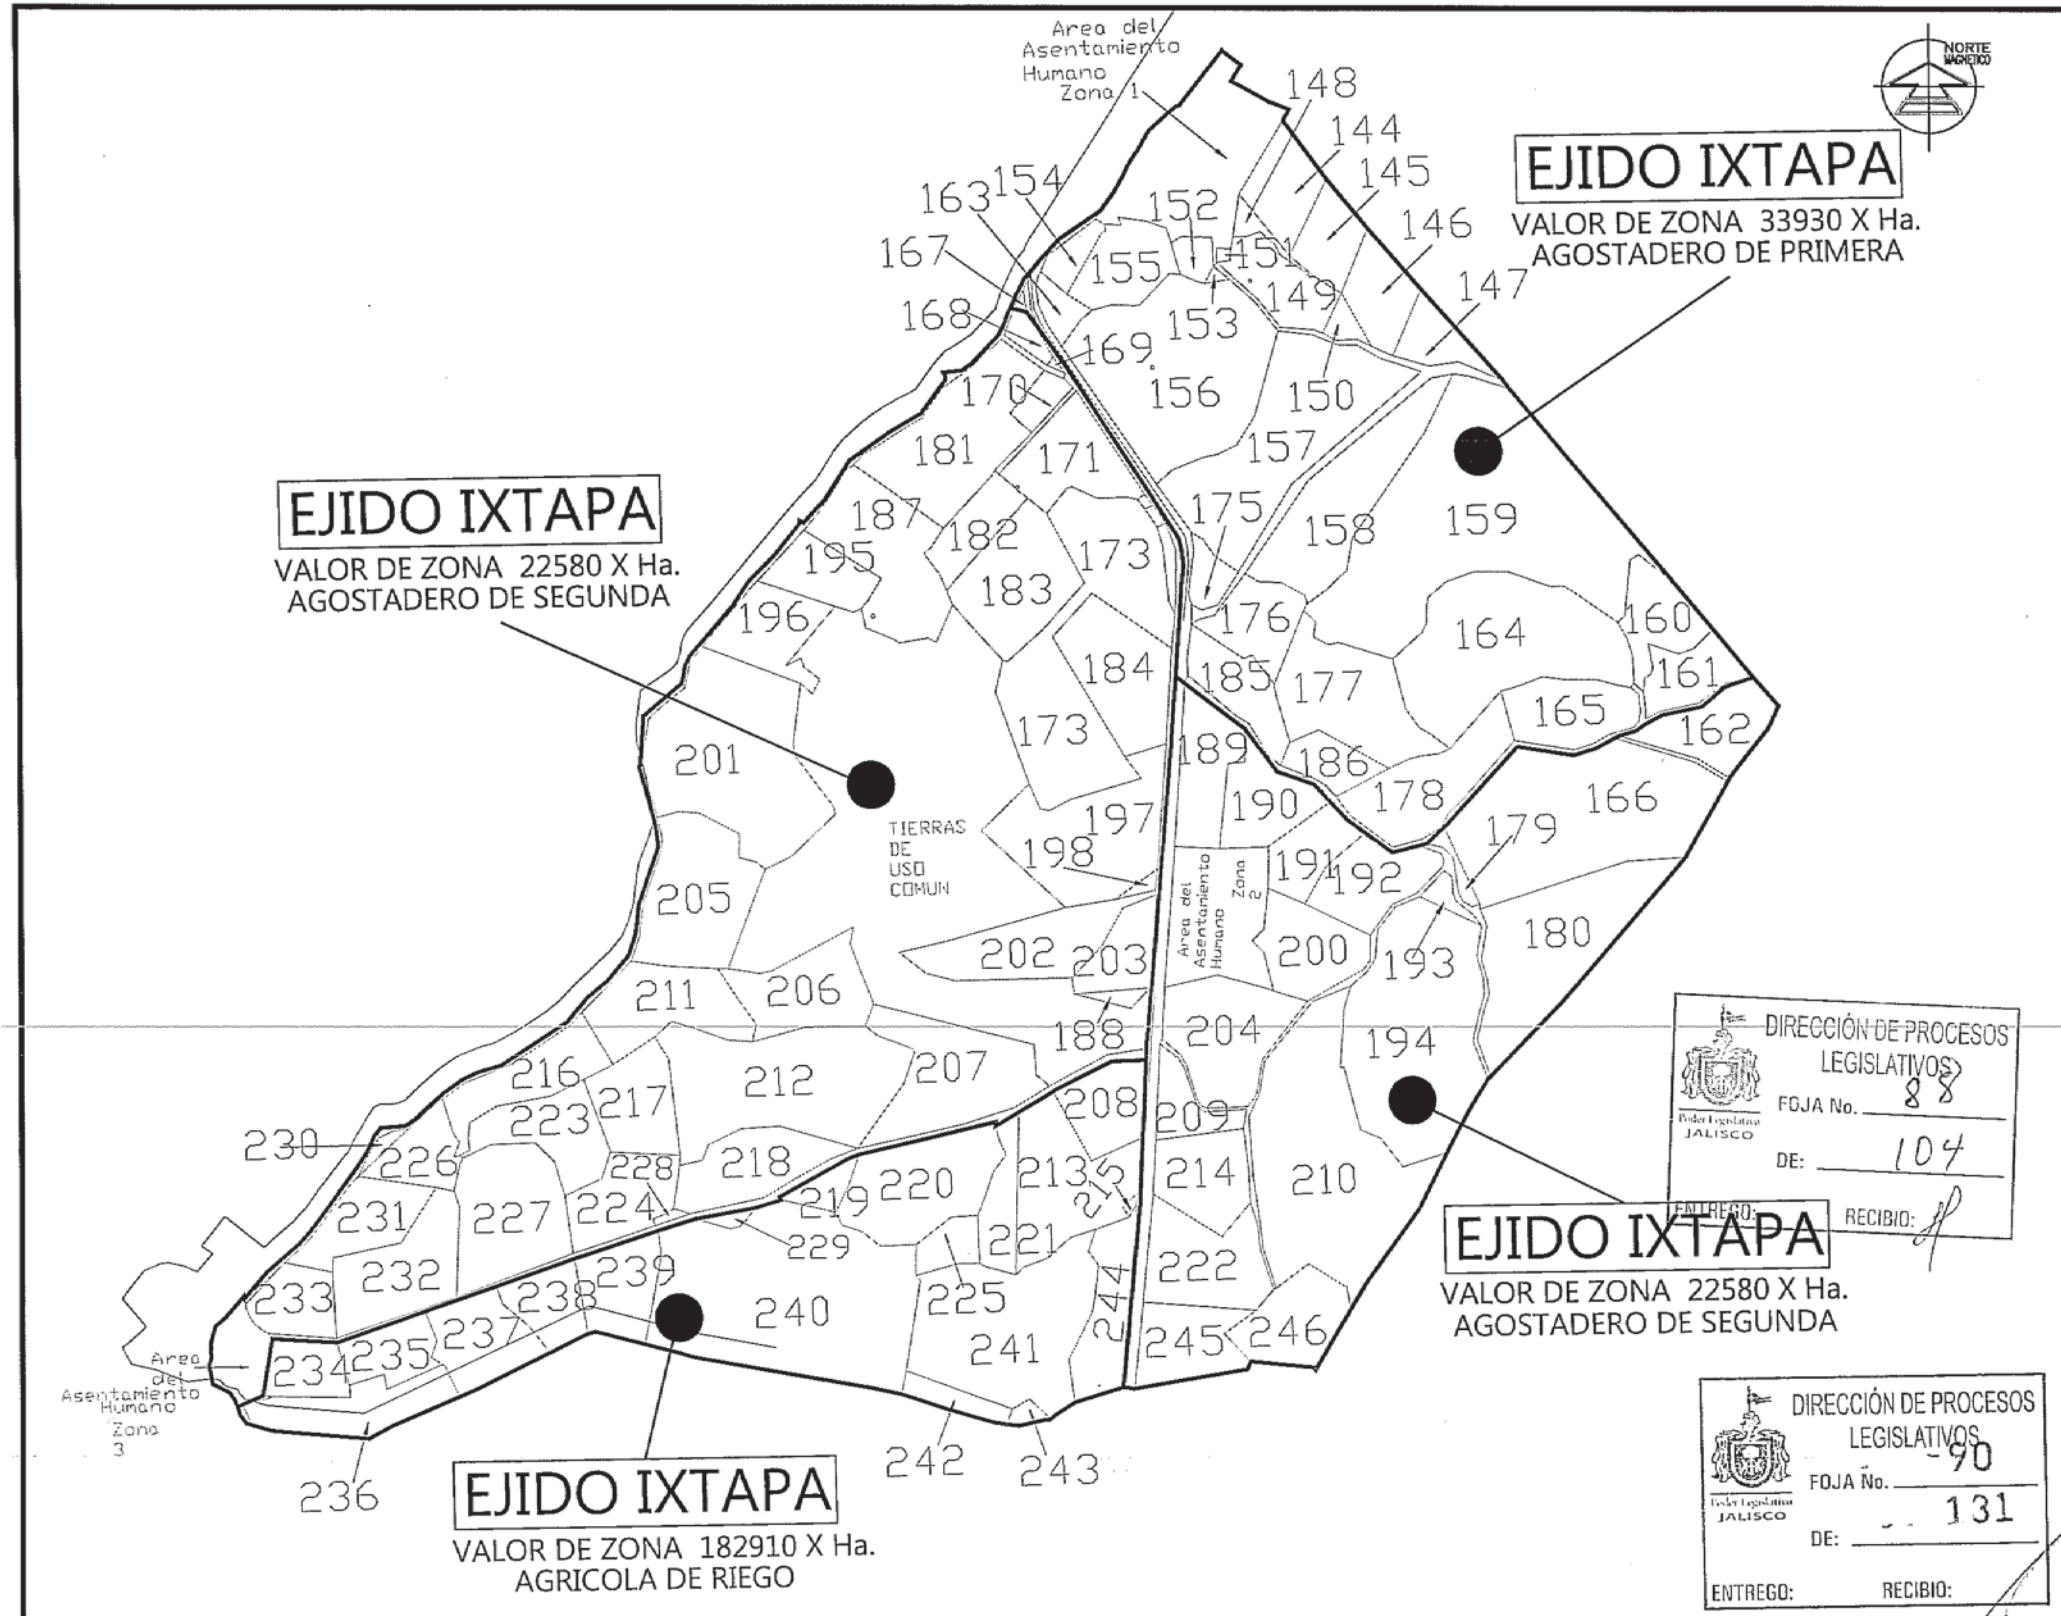 Area del
Asentamiento
Humano
Zona 1
NORTE
MAGNETICO
148
144
145
146
147
EJIDO IXTAPA
VALOR DE ZONA 33930 X Ha.
AGOSTADERO DE PRIMERA
163
154
167
168
152
155
151
149
153
169
170
156
150
181
171
157
EJIDO IXTAPA
VALOR DE ZONA 22580 X Ha.
AGOSTADERO DE SEGUNDA
187
182
173
175
158
159
195
183
196
176
164
160
184
185
177
161
173
165
162
201
189
186
190
178
166
197
179
TIERRAS
DE
USO
COMUN
198
191
192
Area del
Asentamiento
Humano
Zona
2
205
202
203
200
193
180
211
206
188
204
194
216
212
207
217
223
208
209
230
226
228
218
213
215
214
210
231
227
224
219
220
229
221
232
222
233
238
239
225
244
237
240
234
235
241
245
246
Area
del
Asentamiento
Humano
Zona
3
236
242
243
EJIDO IXTAPA
VALOR DE ZONA 182910 X Ha.
AGRICOLA DE RIEGO
EJIDO IXTAPA
VALOR DE ZONA 22580 X Ha.
AGOSTADERO DE SEGUNDA
DIRECCIÓN DE PROCESOS
LEGISLATIVOS
FOJA No. 88
DE: 104
ENTREGO: RECIBIO:
Poder Legislativo
JALISCO
DIRECCIÓN DE PROCESOS
LEGISLATIVOS
FOJA No. -90
DE: 131
ENTREGO: RECIBIO:
Poder Legislativo
JALISCO